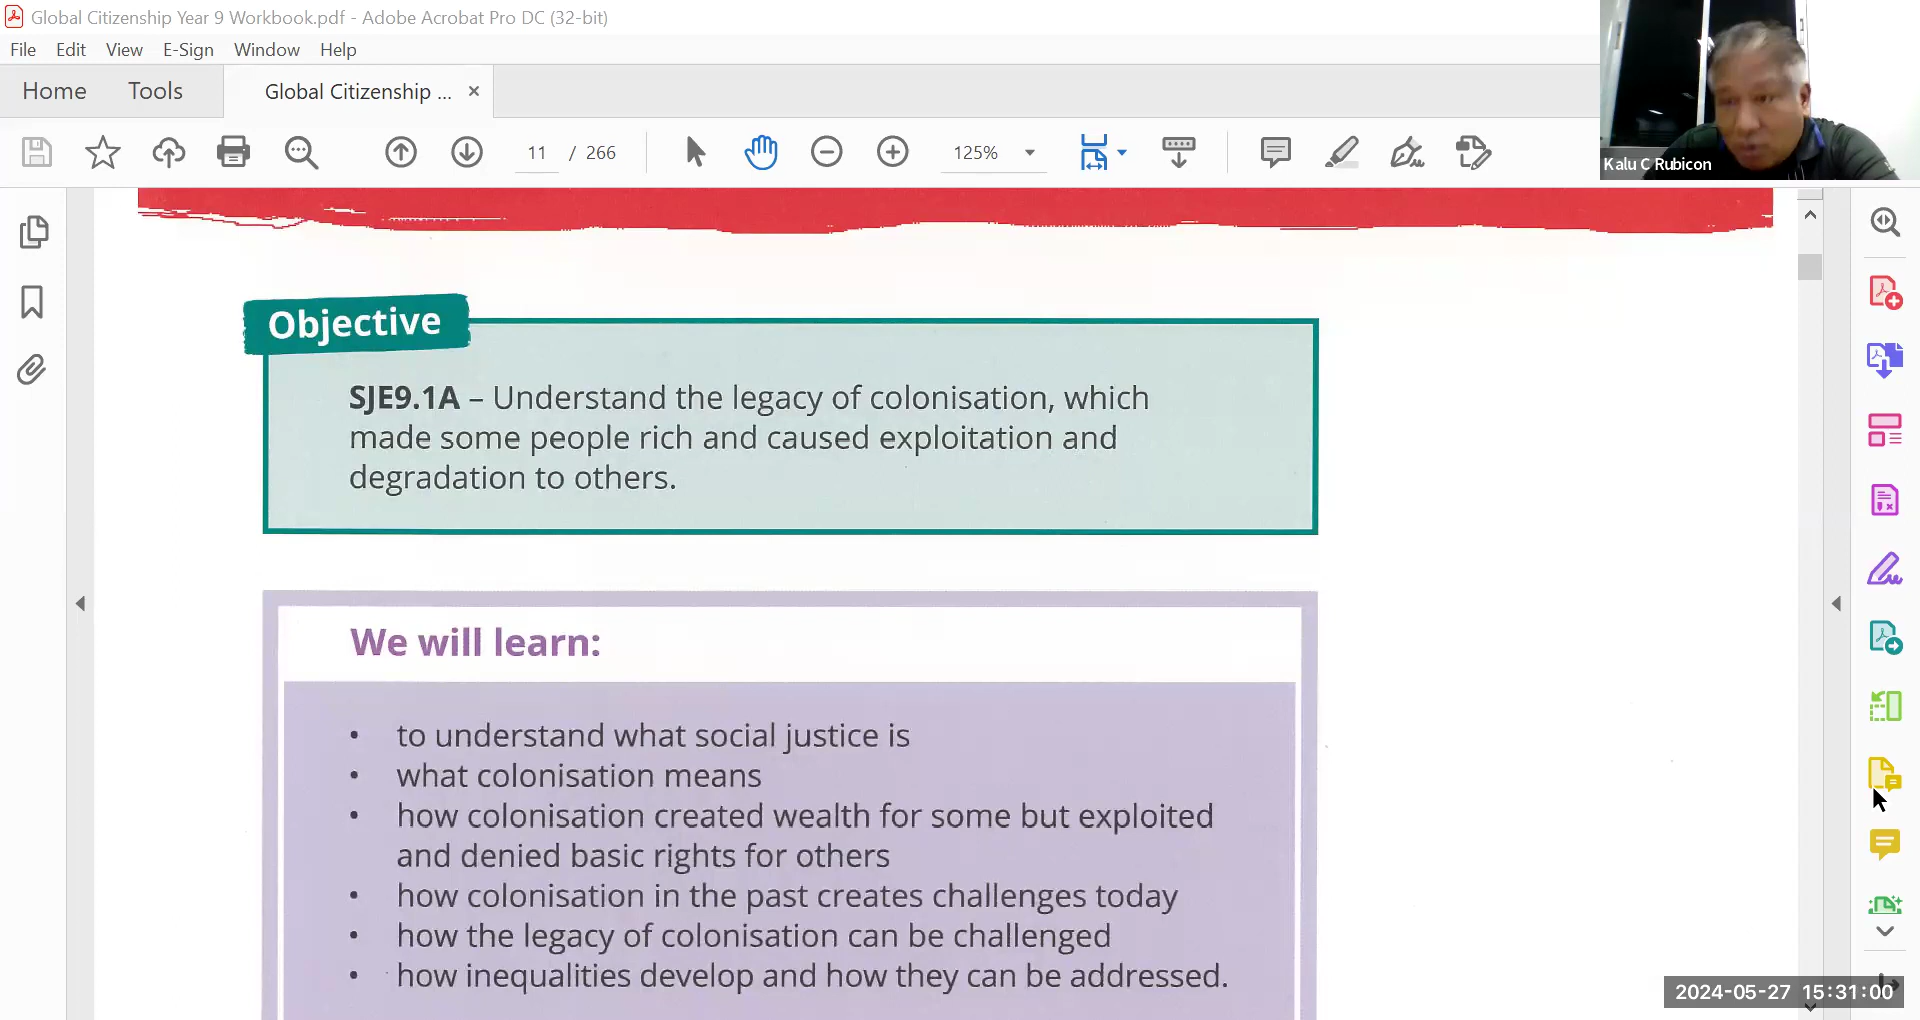 Global Citizenship Year 9 Workbook.pdf - Adobe Acrobat Pro DC (32-bit)
File Edit View E-Sign Window Help
Home Tools Global Citizenship ... ×
11 / 266 125%
Kalu C Rubicon
Objective
SJE9.1A – Understand the legacy of colonisation, which
made some people rich and caused exploitation and
degradation to others.
We will learn:
• to understand what social justice is
• what colonisation means
• how colonisation created wealth for some but exploited
and denied basic rights for others
• how colonisation in the past creates challenges today
• how the legacy of colonisation can be challenged
• how inequalities develop and how they can be addressed.
2024-05-27 15:31:00